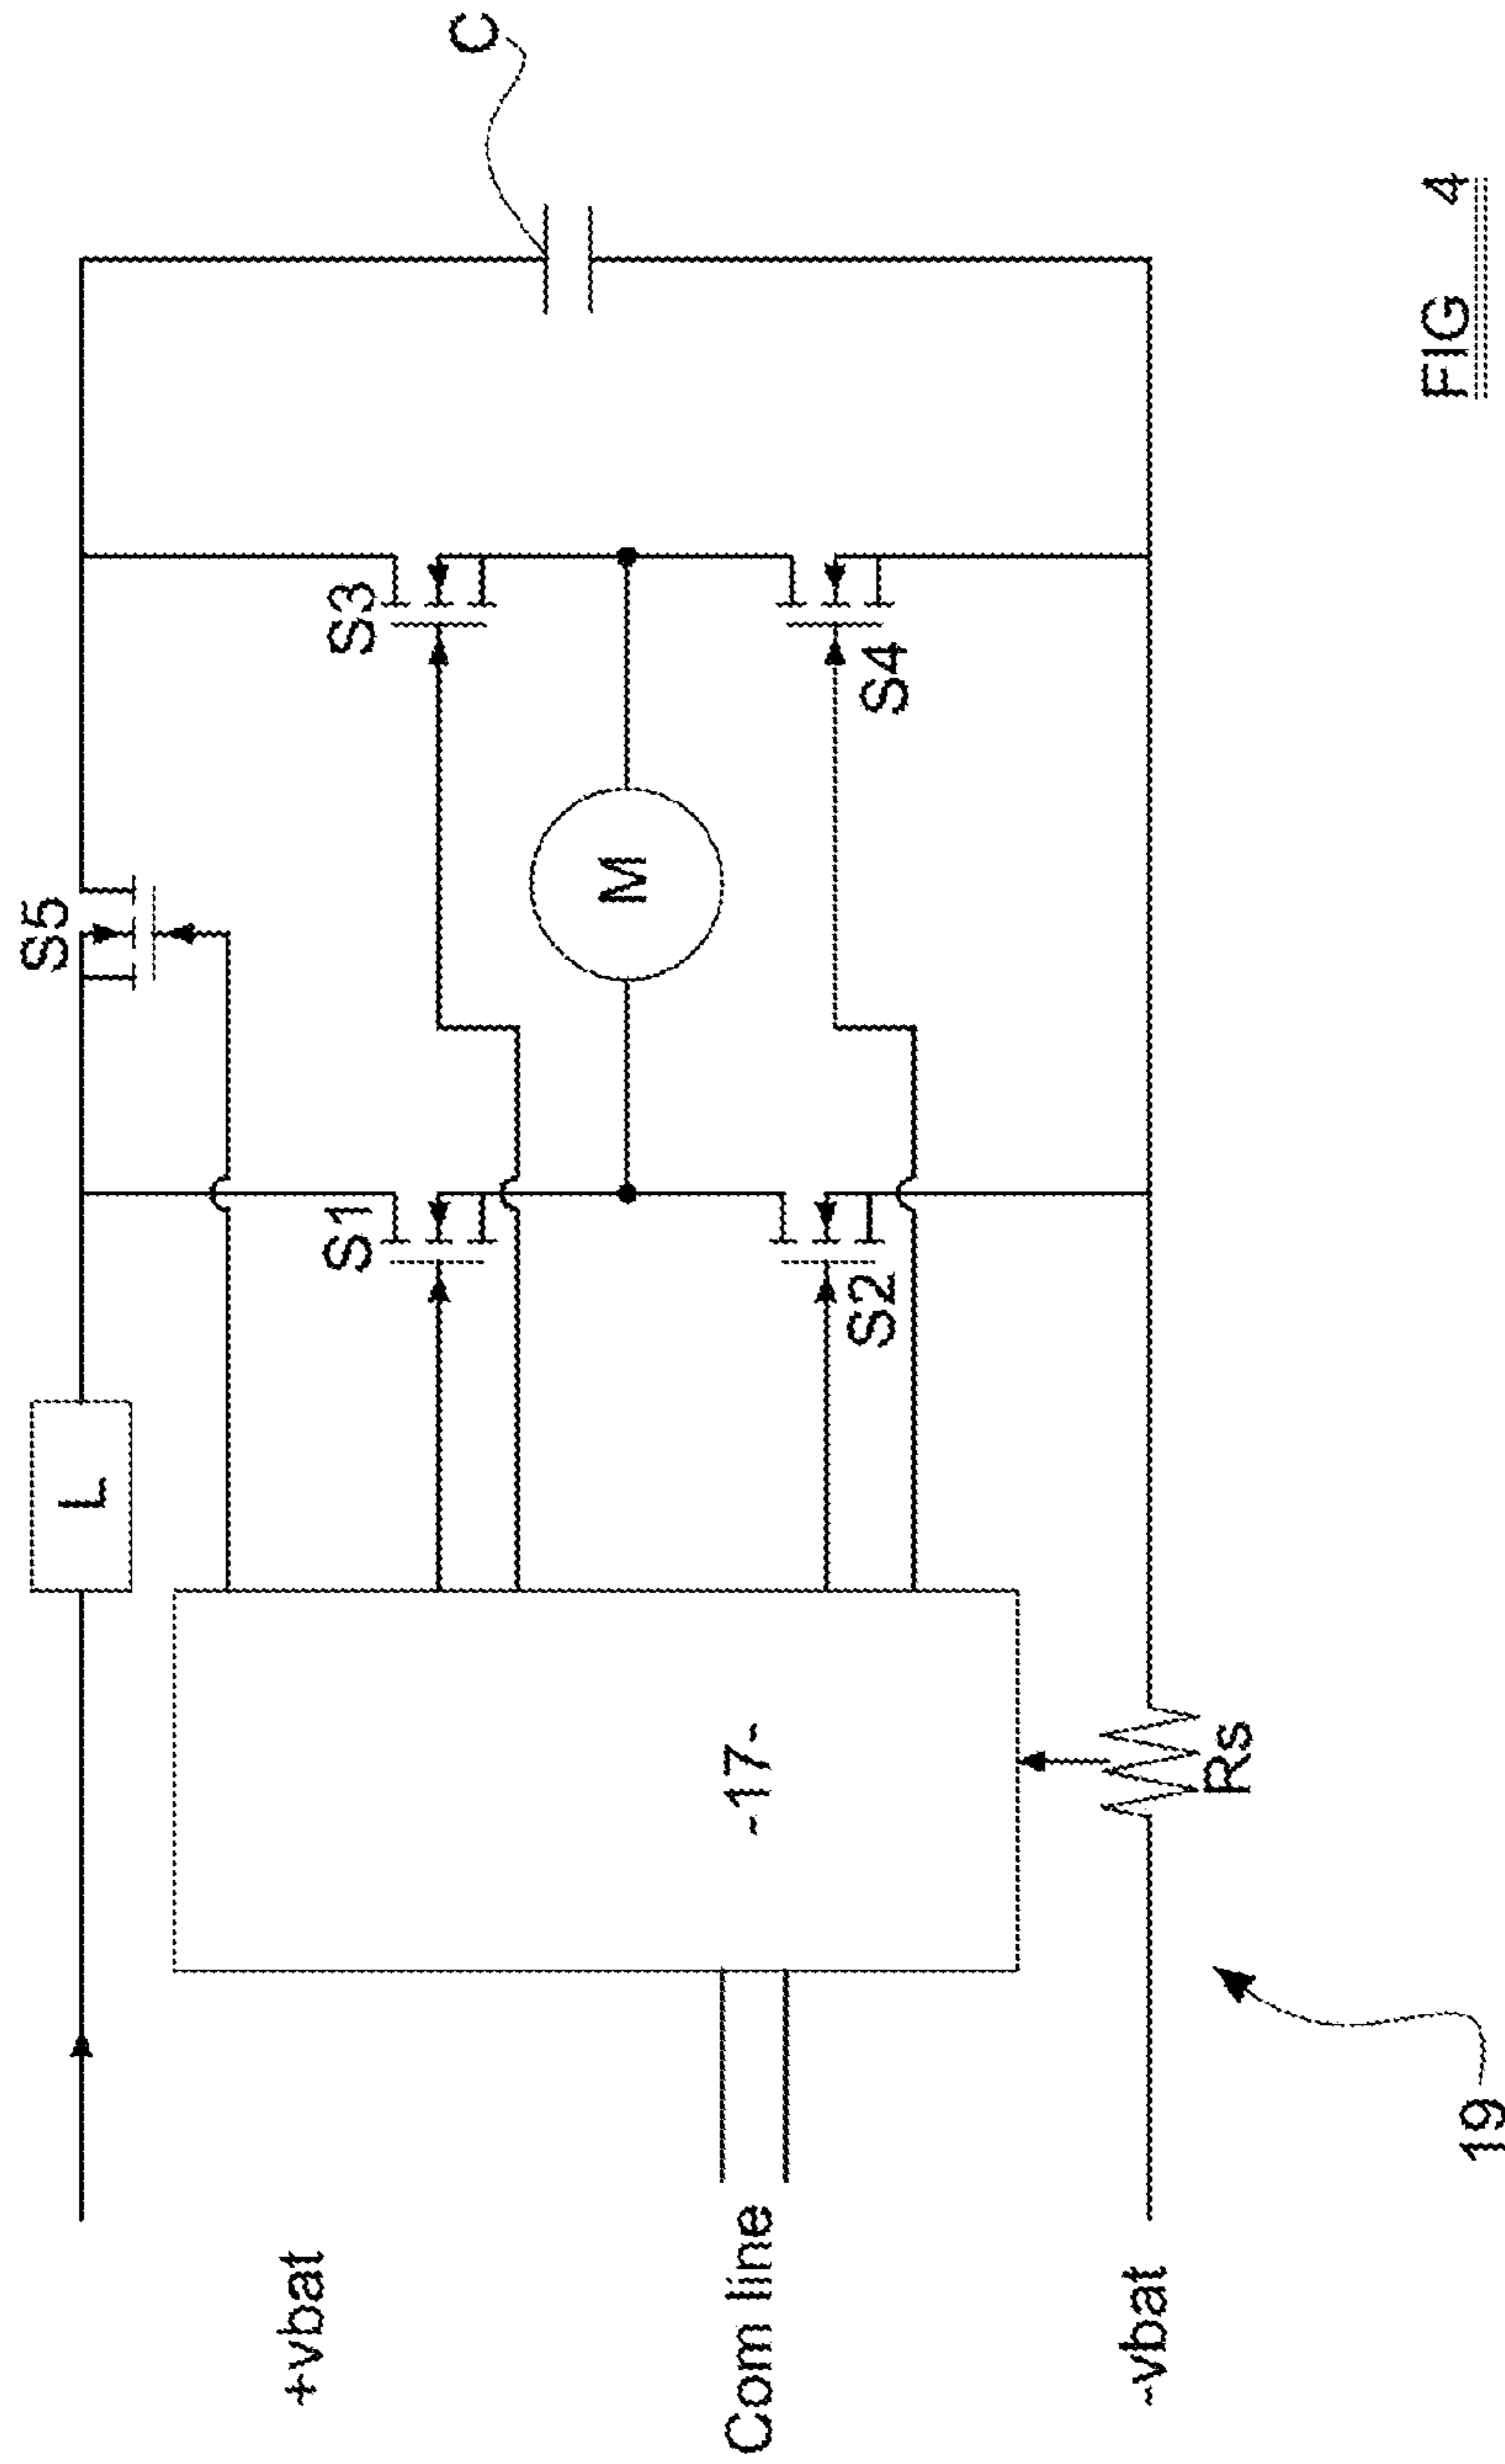 +vbat
Com line
-vbat
19
L
-17-
Rs
S1
S2
S5
M
S3
S4
C
FIG 4